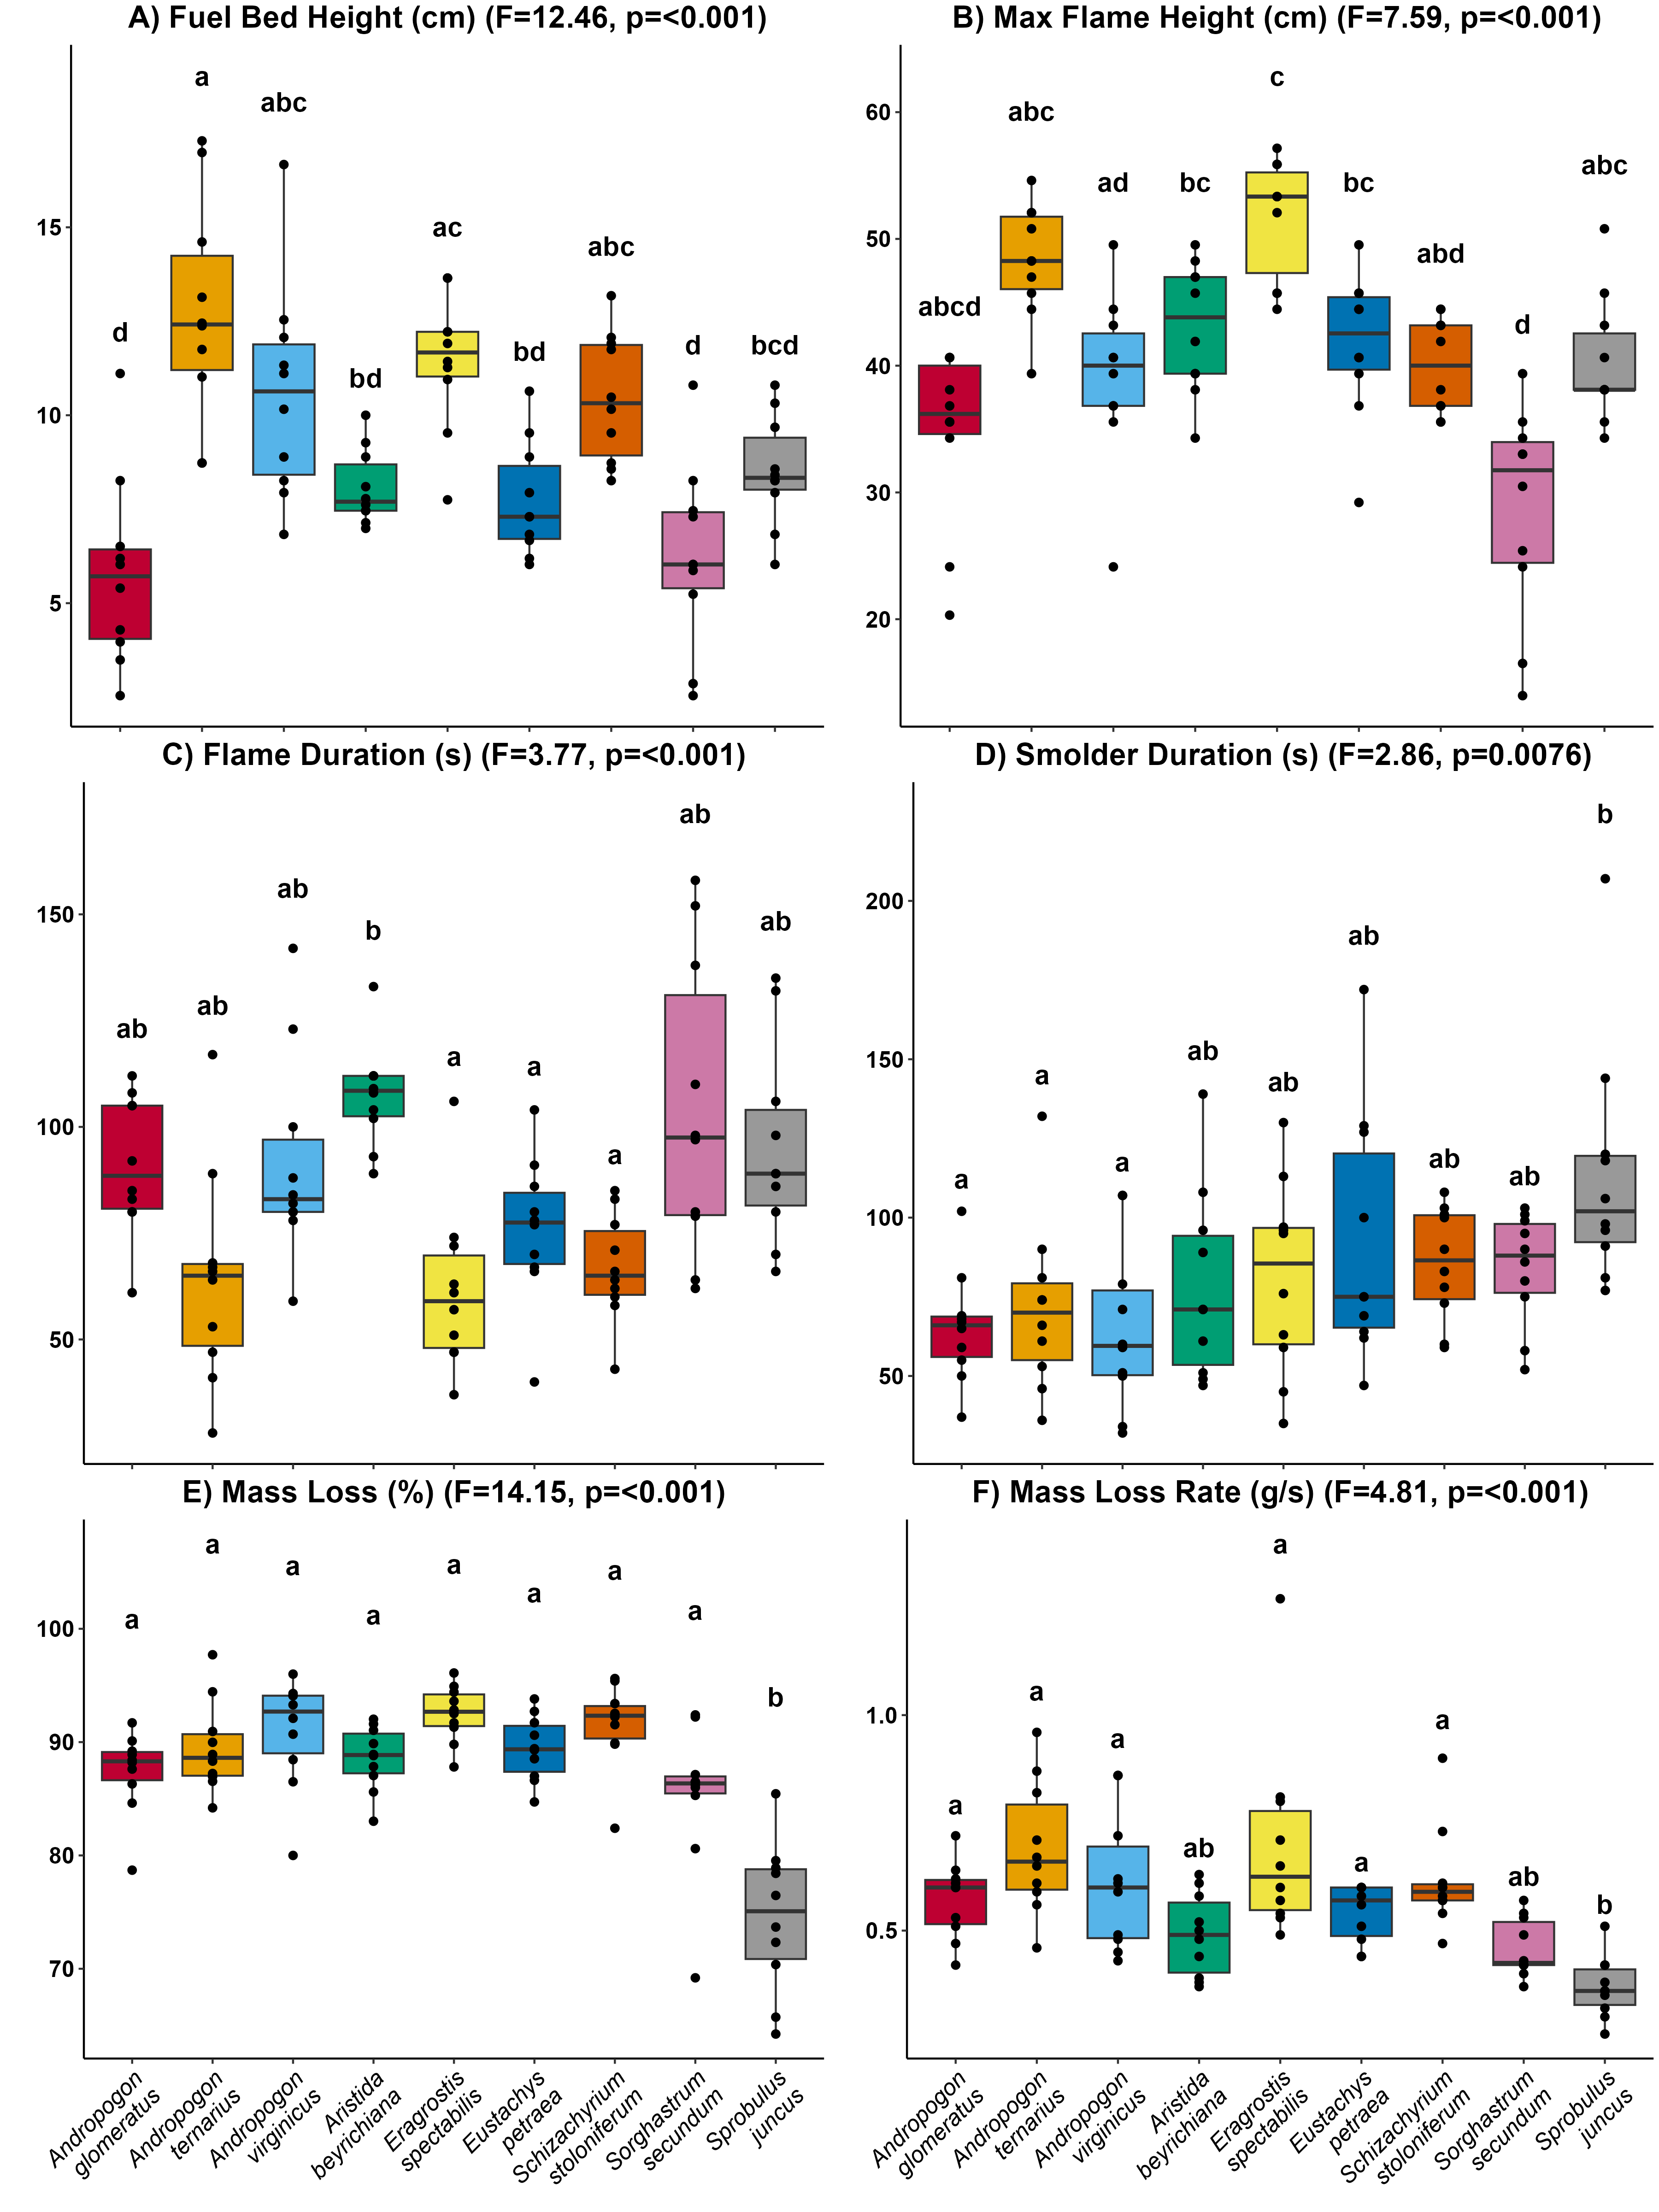 A) Fuel Bed Height (cm) (F=12.46, p=<0.001)
a
abc
d
bd
ac
bd
abc
d
bcd
15
10
5
B) Max Flame Height (cm) (F=7.59, p=<0.001)
abcd
abc
ad
bc
c
bc
abd
d
abc
60
50
40
30
20
C) Flame Duration (s) (F=3.77, p=<0.001)
ab
ab
ab
b
a
a
a
ab
ab
150
100
50
D) Smolder Duration (s) (F=2.86, p=0.0076)
a
a
a
ab
ab
ab
ab
ab
b
200
150
100
50
E) Mass Loss (%) (F=14.15, p=<0.001)
a
a
a
a
a
a
a
a
b
100
90
80
70
Andropogon
glomeratus
Andropogon
ternarius
Andropogon
virginicus
Aristida
beyrichiana
Eragrostis
spectabilis
Eustachys
petraea
Schizachyrium
stoloniferum
Sorghastrum
secundum
Sprobulus
juncus
F) Mass Loss Rate (g/s) (F=4.81, p=<0.001)
a
a
a
ab
a
a
a
ab
b
1.0
0.5
Andropogon
glomeratus
Andropogon
ternarius
Andropogon
virginicus
Aristida
beyrichiana
Eragrostis
spectabilis
Eustachys
petraea
Schizachyrium
stoloniferum
Sorghastrum
secundum
Sprobulus
juncus